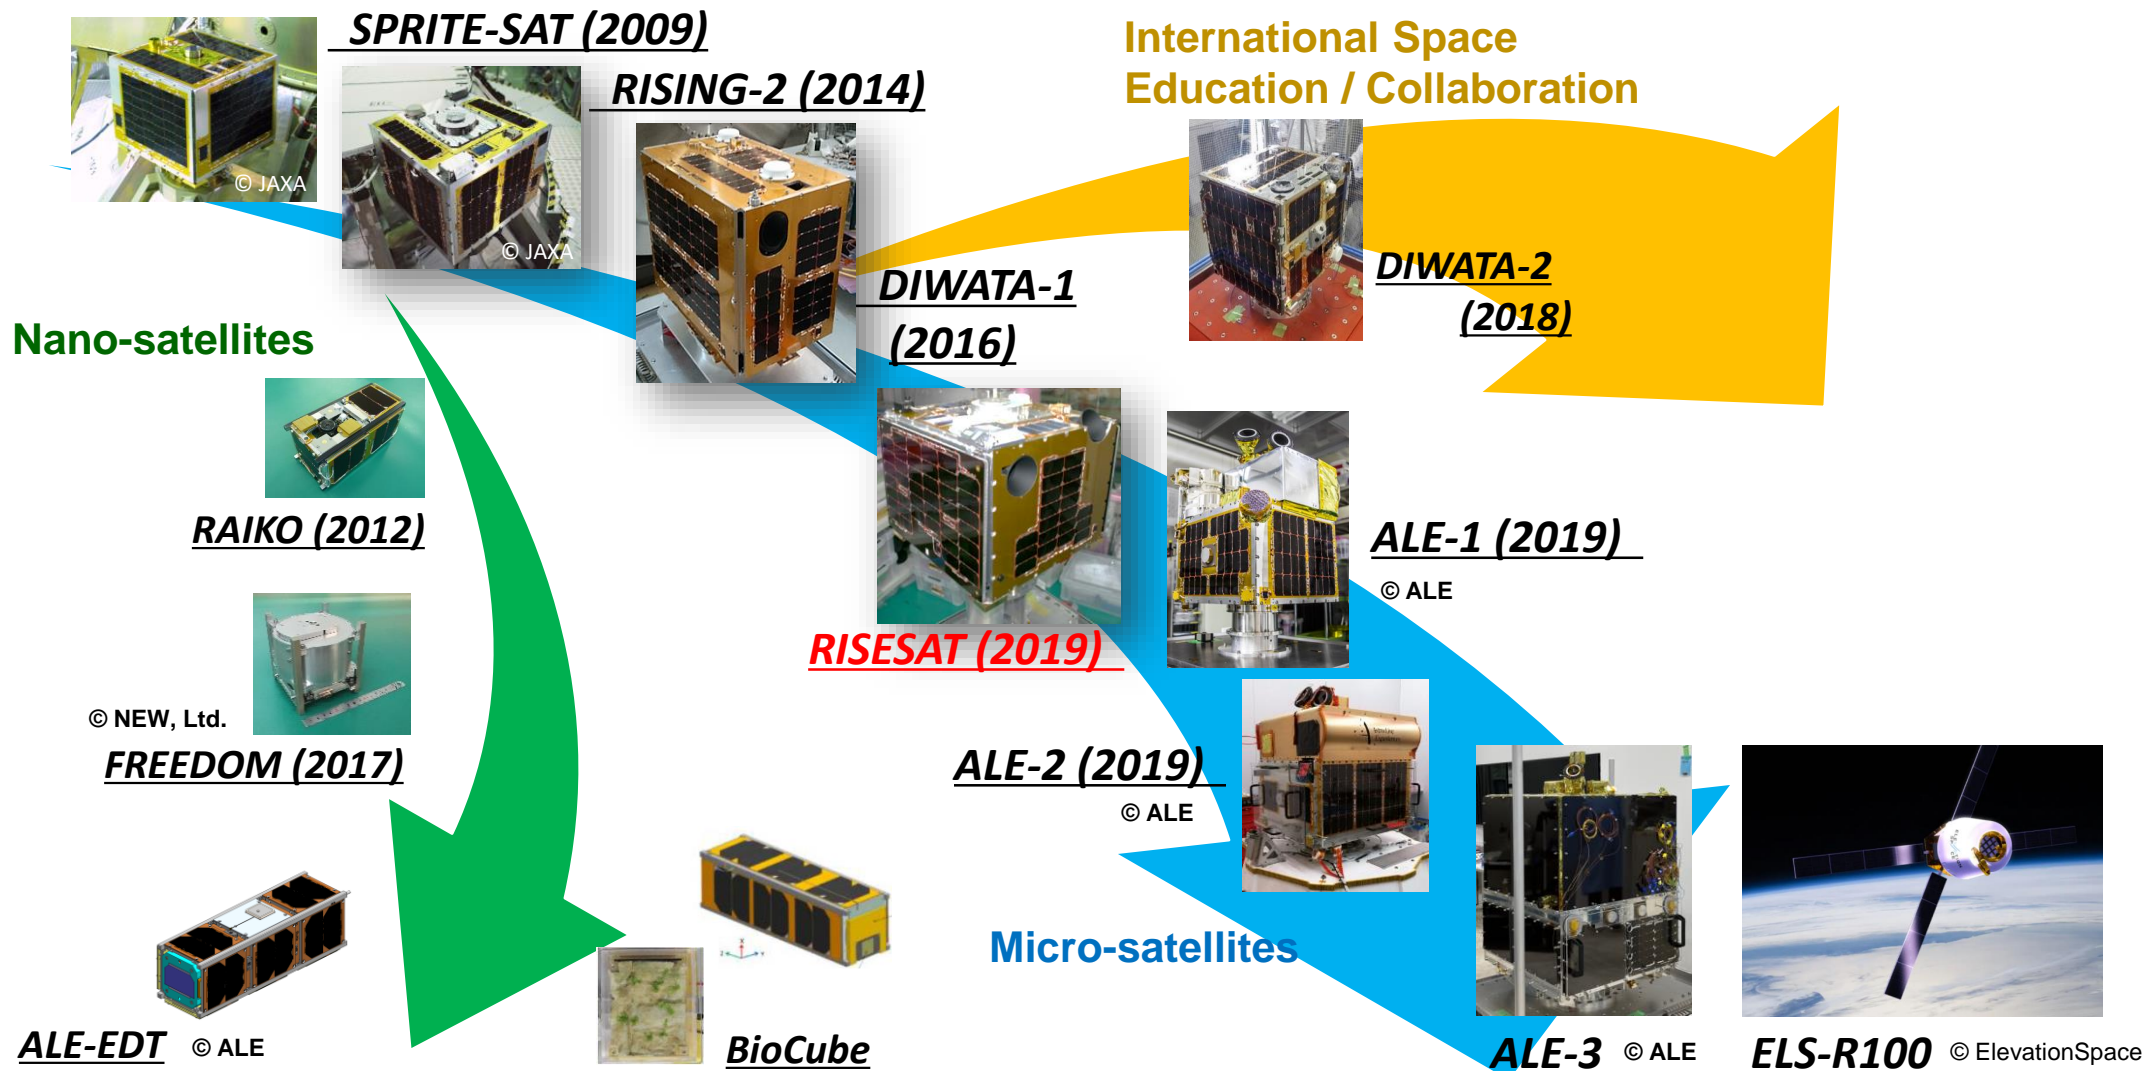 SPRITE-SAT (2009)
International Space
Education / Collaboration
RISING-2 (2014)
© JAXA
© JAXA
DIWATA-1
(2016)
DIWATA-2
(2018)
Nano-satellites
RAIKO (2012)
ALE-1 (2019)
© ALE
RISESAT (2019)
© NEW, Ltd.
FREEDOM (2017)
ALE-2 (2019)
© ALE
Micro-satellites
ALE-EDT © ALE
BioCube
ALE-3 © ALE
ELS-R100 © ElevationSpace